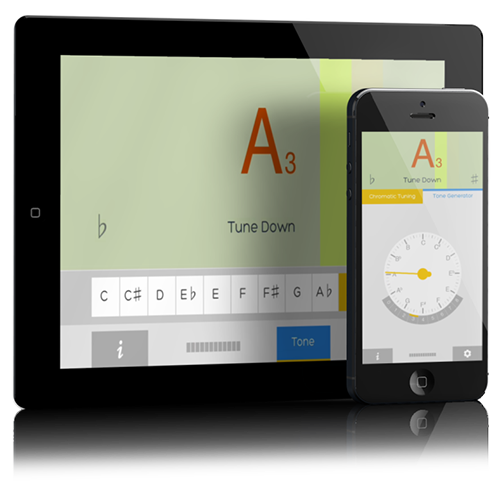 A3
♭
Tune Down
C C♯ D E♭ E F F♯ G A♭
i
Tone
A3
♭ Tune Down ♯
Chromatic Tuning Tone Generator
i